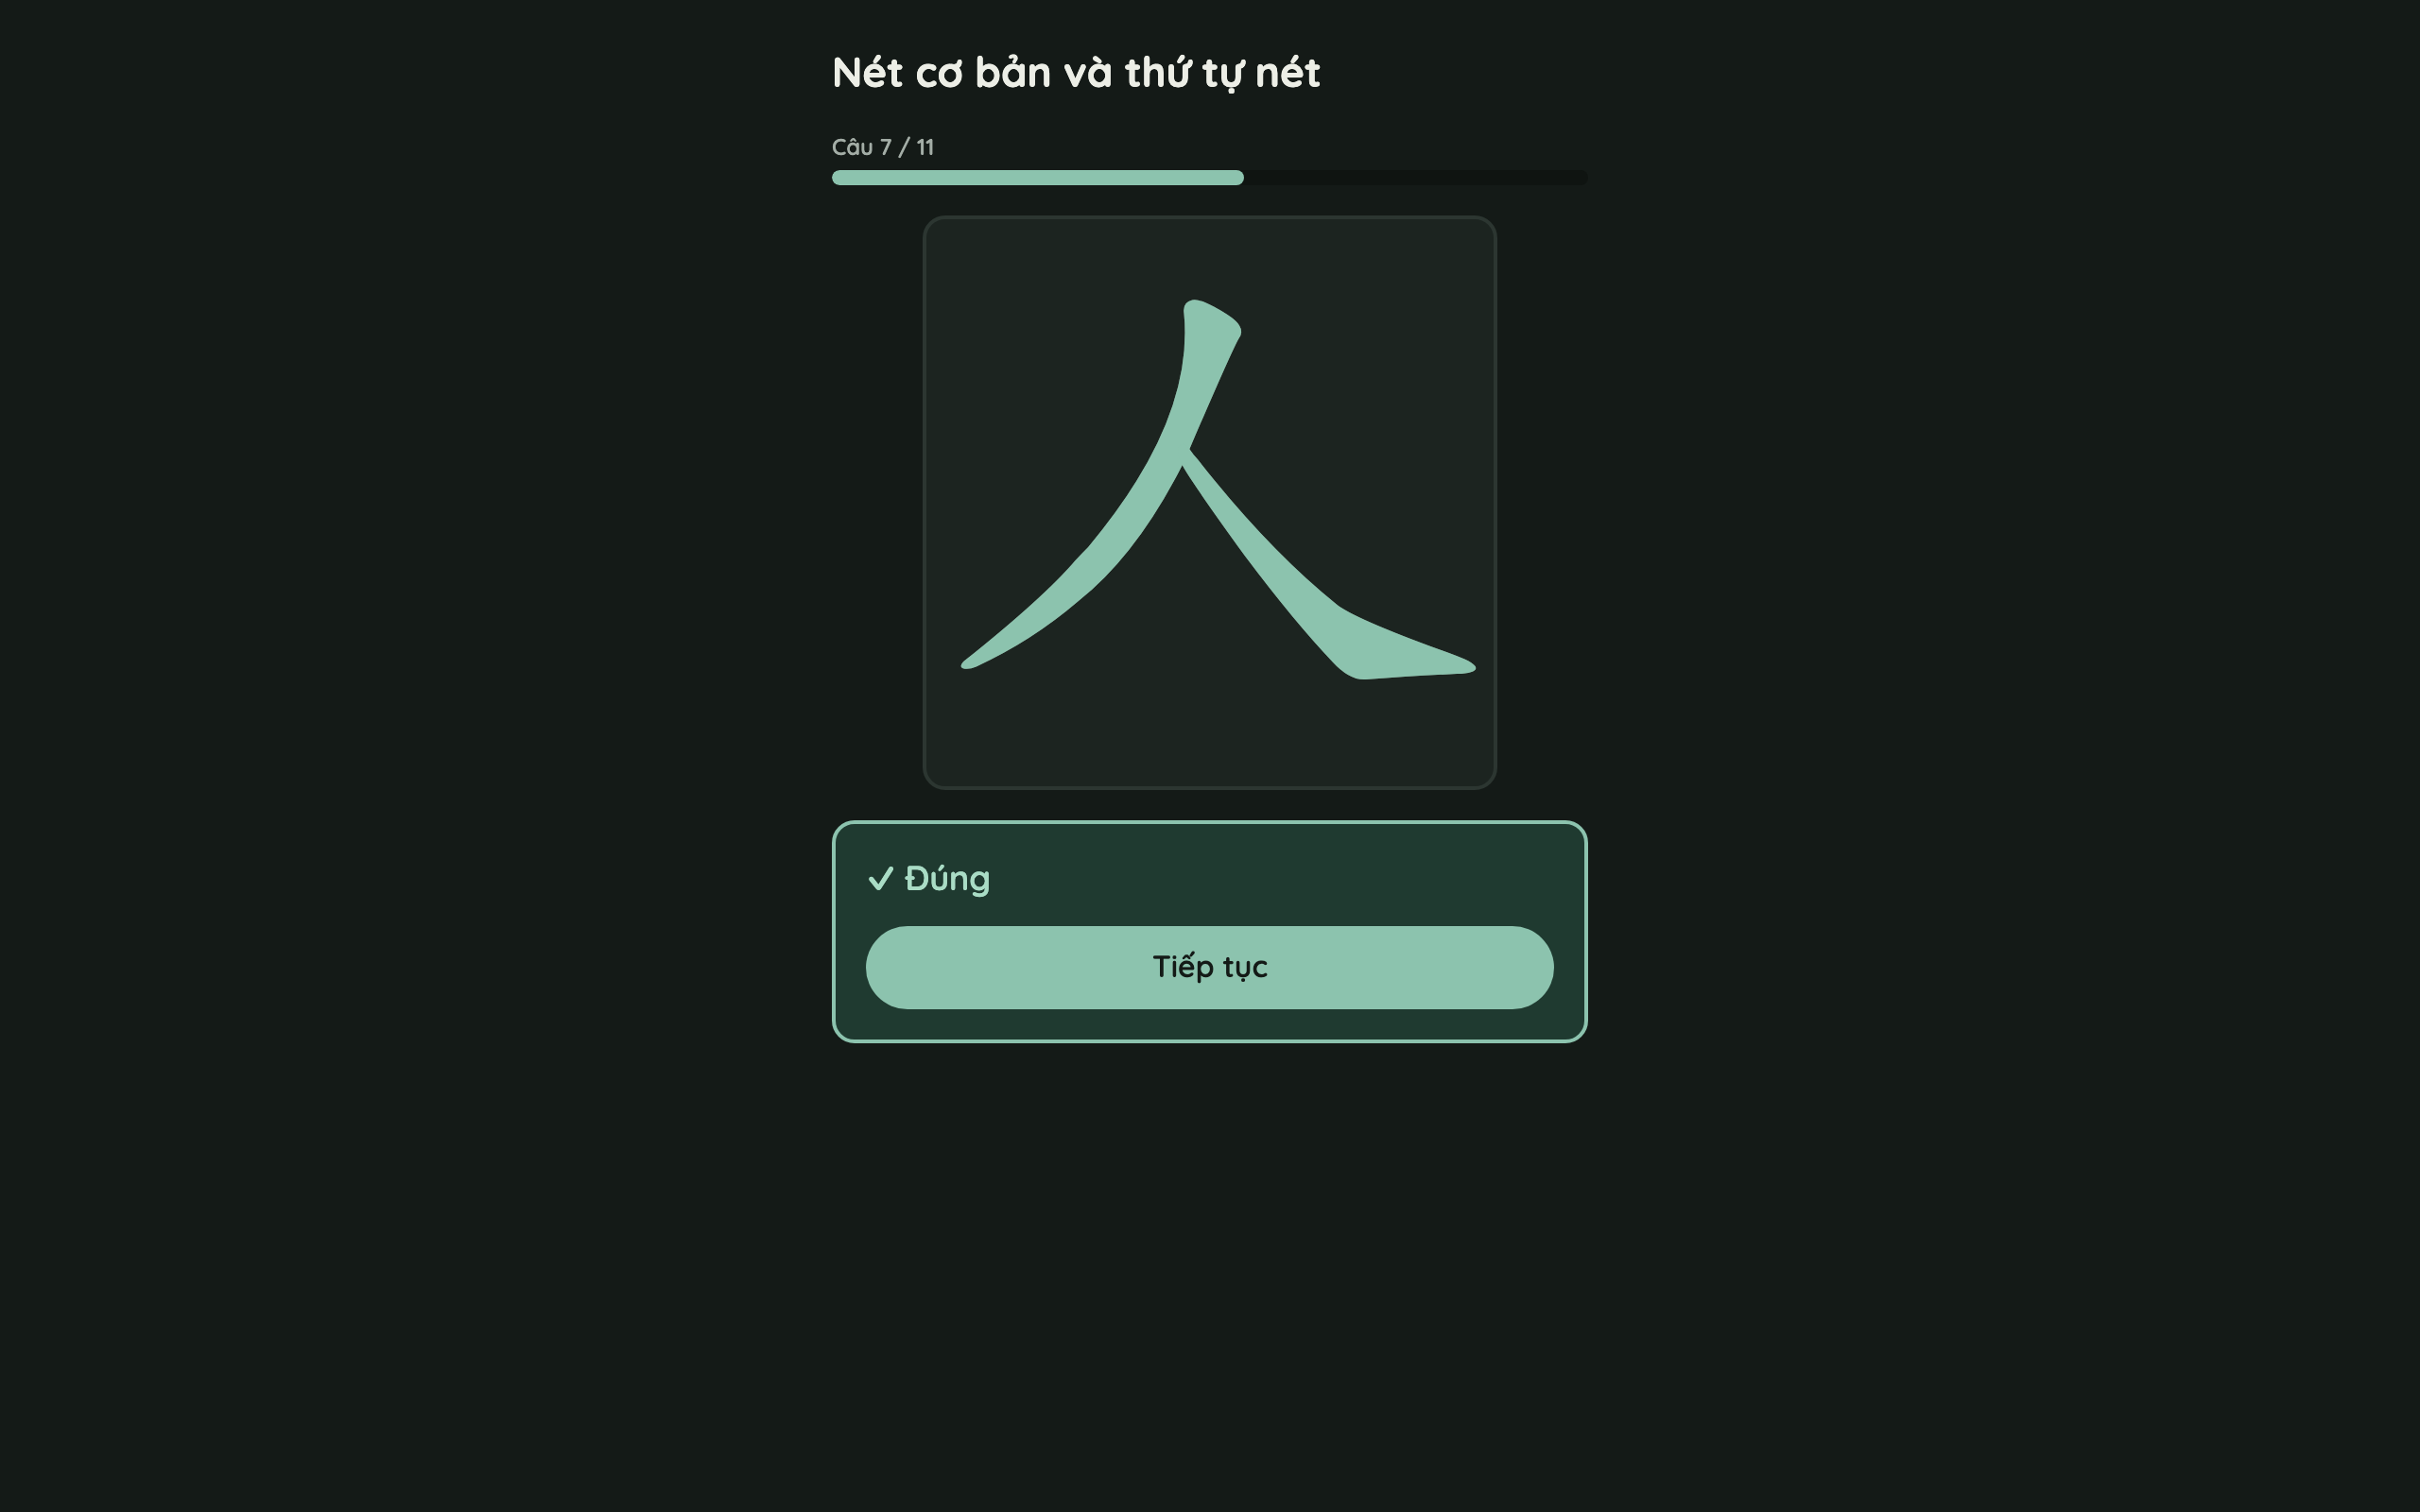 Nét cơ bản và thứ tự nét
Câu 7 / 11
人
✓ Đúng
Tiếp tục